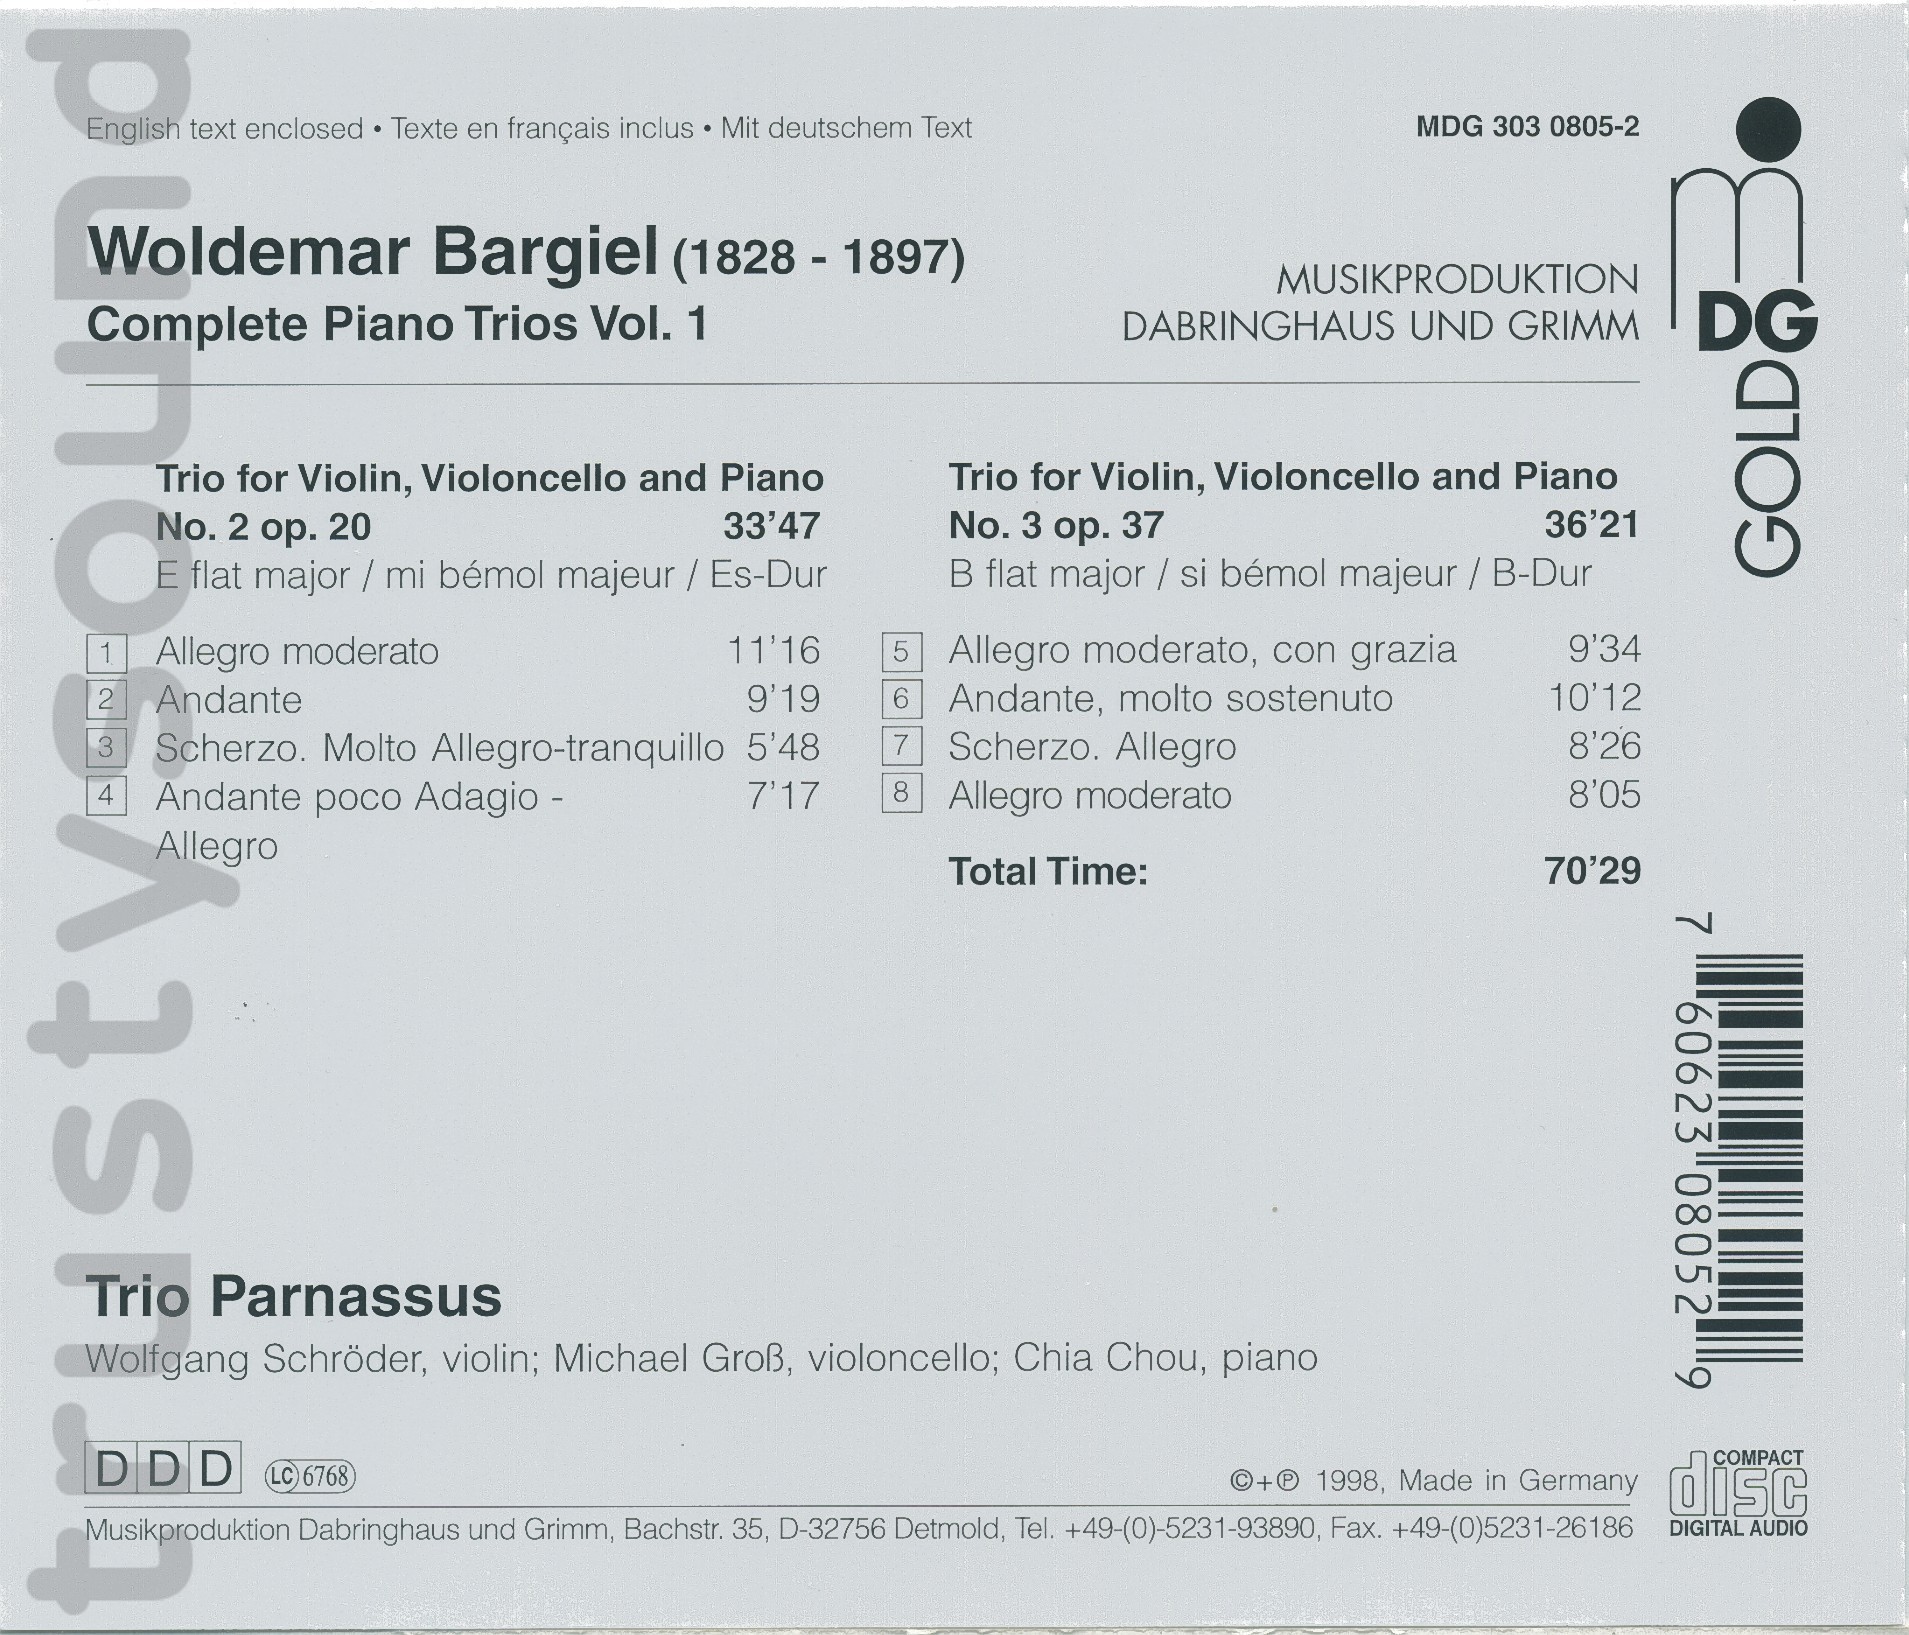 English text enclosed • Texte en français inclus • Mit deutschem Text
MDG 303 0805-2
Woldemar Bargiel (1828 - 1897)
Complete Piano Trios Vol. 1
MUSIKPRODUKTION
DABRINGHAUS UND GRIMM
m
DG
GOLD
Trio for Violin, Violoncello and Piano
No. 2 op. 20 33’47
E flat major / mi bémol majeur / Es-Dur
1 Allegro moderato 11’16
2 Andante 9’19
3 Scherzo. Molto Allegro-tranquillo 5’48
4 Andante poco Adagio - 7’17
Allegro
Trio for Violin, Violoncello and Piano
No. 3 op. 37 36’21
B flat major / si bémol majeur / B-Dur
5 Allegro moderato, con grazia 9’34
6 Andante, molto sostenuto 10’12
7 Scherzo. Allegro 8’26
8 Allegro moderato 8’05
Total Time: 70’29
7 60623 08052 9
Trio Parnassus
Wolfgang Schröder, violin; Michael Groß, violoncello; Chia Chou, piano
D D D LC 6768
©+℗ 1998, Made in Germany
COMPACT
disc
DIGITAL AUDIO
Musikproduktion Dabringhaus und Grimm, Bachstr. 35, D-32756 Detmold, Tel. +49-(0)-5231-93890, Fax. +49-(0)5231-26186
trustysound